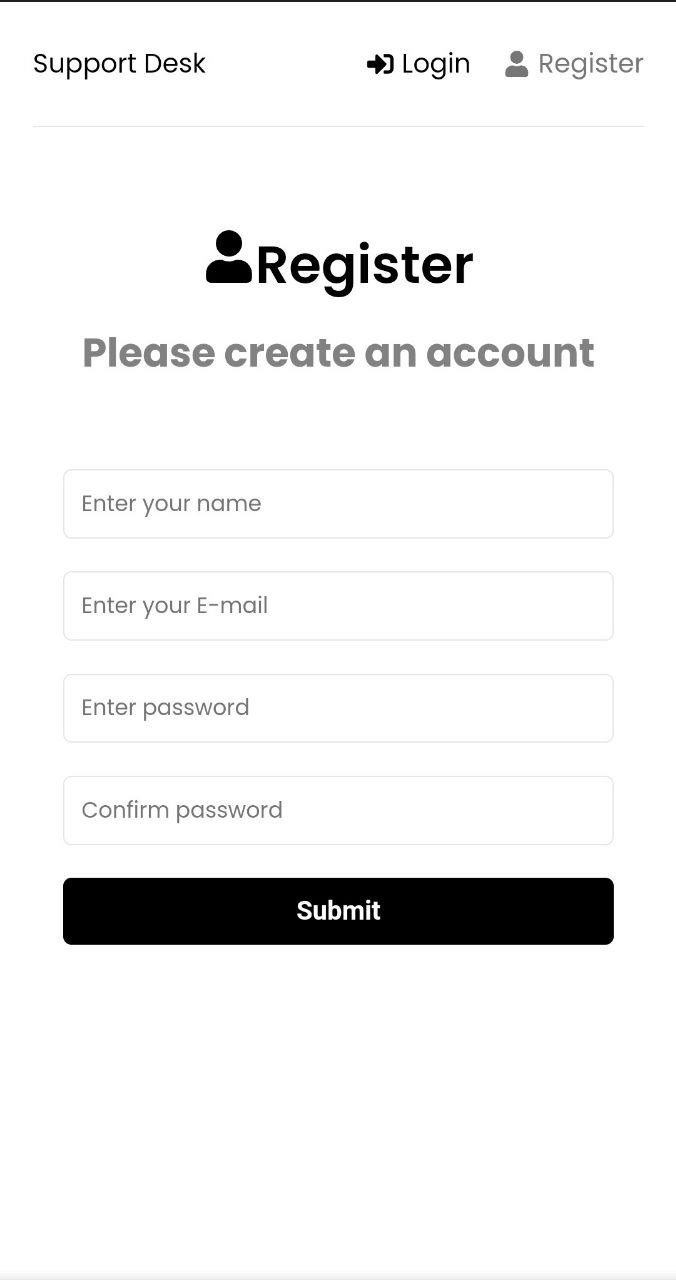 Support Desk Login Register
Register
Please create an account
Enter your name
Enter your E-mail
Enter password
Confirm password
Submit